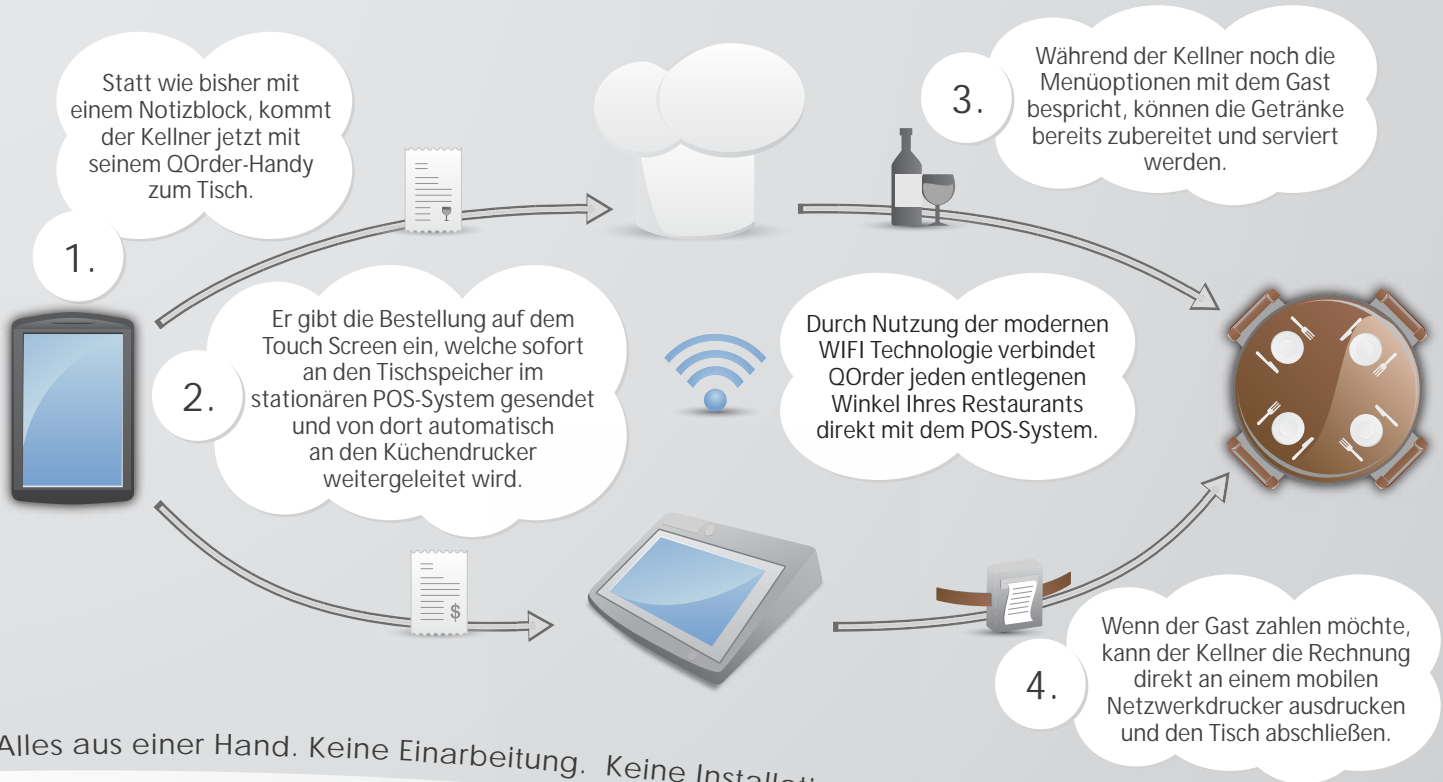 1.
Statt wie bisher mit
einem Notizblock, kommt
der Kellner jetzt mit
seinem QOrder-Handy
zum Tisch.
2.
Er gibt die Bestellung auf dem
Touch Screen ein, welche sofort
an den Tischspeicher im
stationären POS-System gesendet
und von dort automatisch
an den Küchendrucker
weitergeleitet wird.
3.
Während der Kellner noch die
Menüoptionen mit dem Gast
bespricht, können die Getränke
bereits zubereitet und serviert
werden.
Durch Nutzung der modernen
WIFI Technologie verbindet
QOrder jeden entlegenen
Winkel Ihres Restaurants
direkt mit dem POS-System.
$
4.
Wenn der Gast zahlen möchte,
kann der Kellner die Rechnung
direkt an einem mobilen
Netzwerkdrucker ausdrucken
und den Tisch abschließen.
Alles aus einer Hand. Keine Einarbeitung. Keine